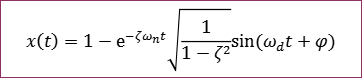 x(t) = 1 − e^{−ζω_n t} √(1/(1 − ζ²)) sin(ω_d t + φ)